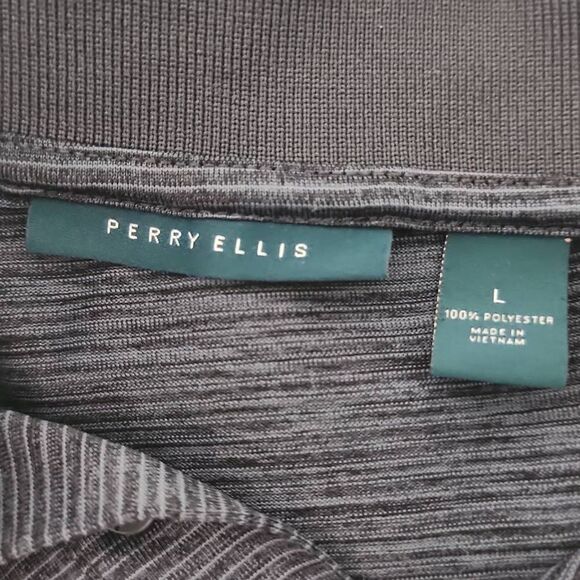 PERRY ELLIS
L
100% POLYESTER
MADE IN
VIETNAM